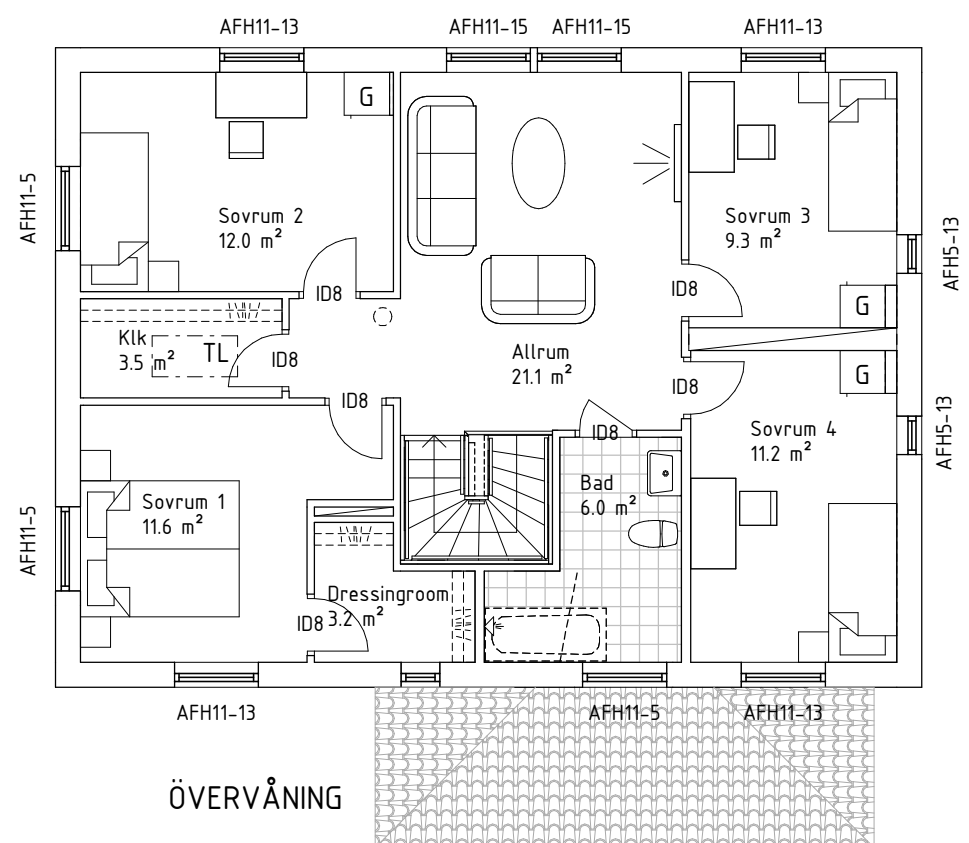 AFH11-13
AFH11-15
AFH11-15
AFH11-13
G
AFH11-5
Sovrum 2
12.0 m²
Sovrum 3
9.3 m²
AFH5-13
ID8
ID8
G
Klk
3.5 m²
TL
ID8
Allrum
21.1 m²
G
ID8
ID8
ID8
AFH5-13
Sovrum 4
11.2 m²
Bad
6.0 m²
Sovrum 1
11.6 m²
AFH11-5
Dressingroom
3.2 m²
ID8
AFH11-13
AFH11-5
AFH11-13
ÖVERVÅNING